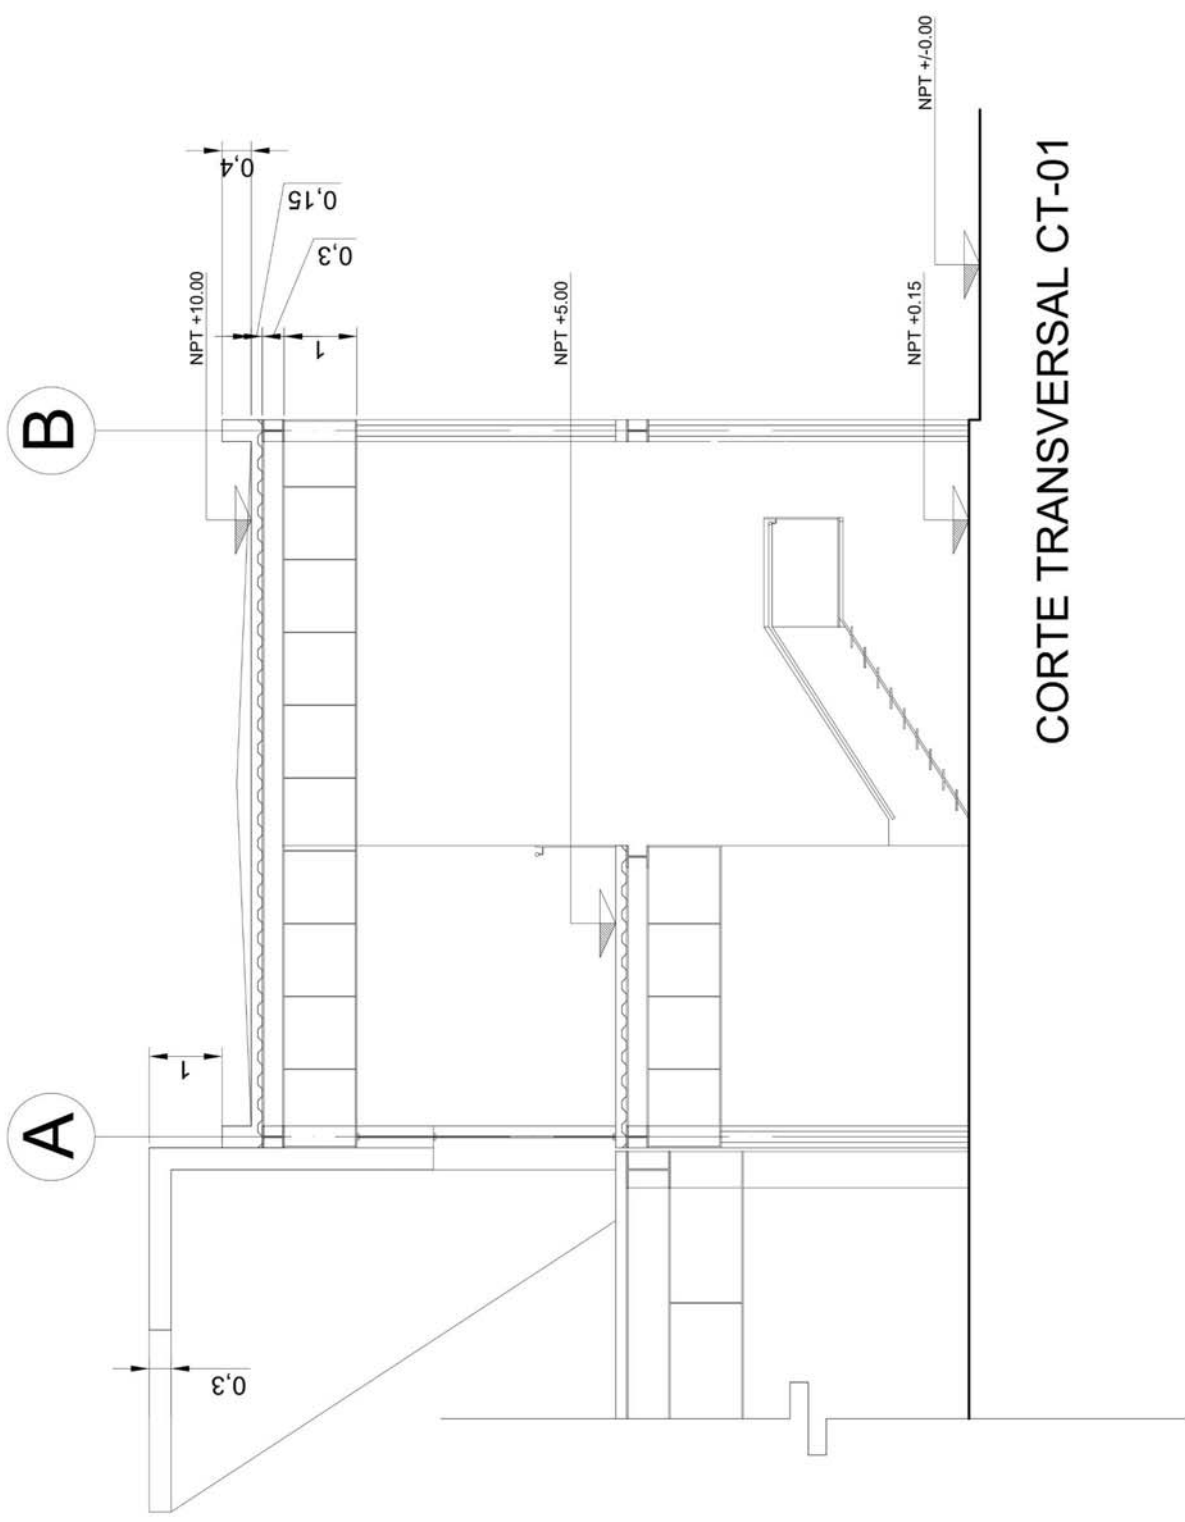 A
B
1
0,4
0,15
0,3
1
0,3
NPT +10.00
NPT +5.00
NPT +0.15
NPT +/-0.00
CORTE TRANSVERSAL CT-01